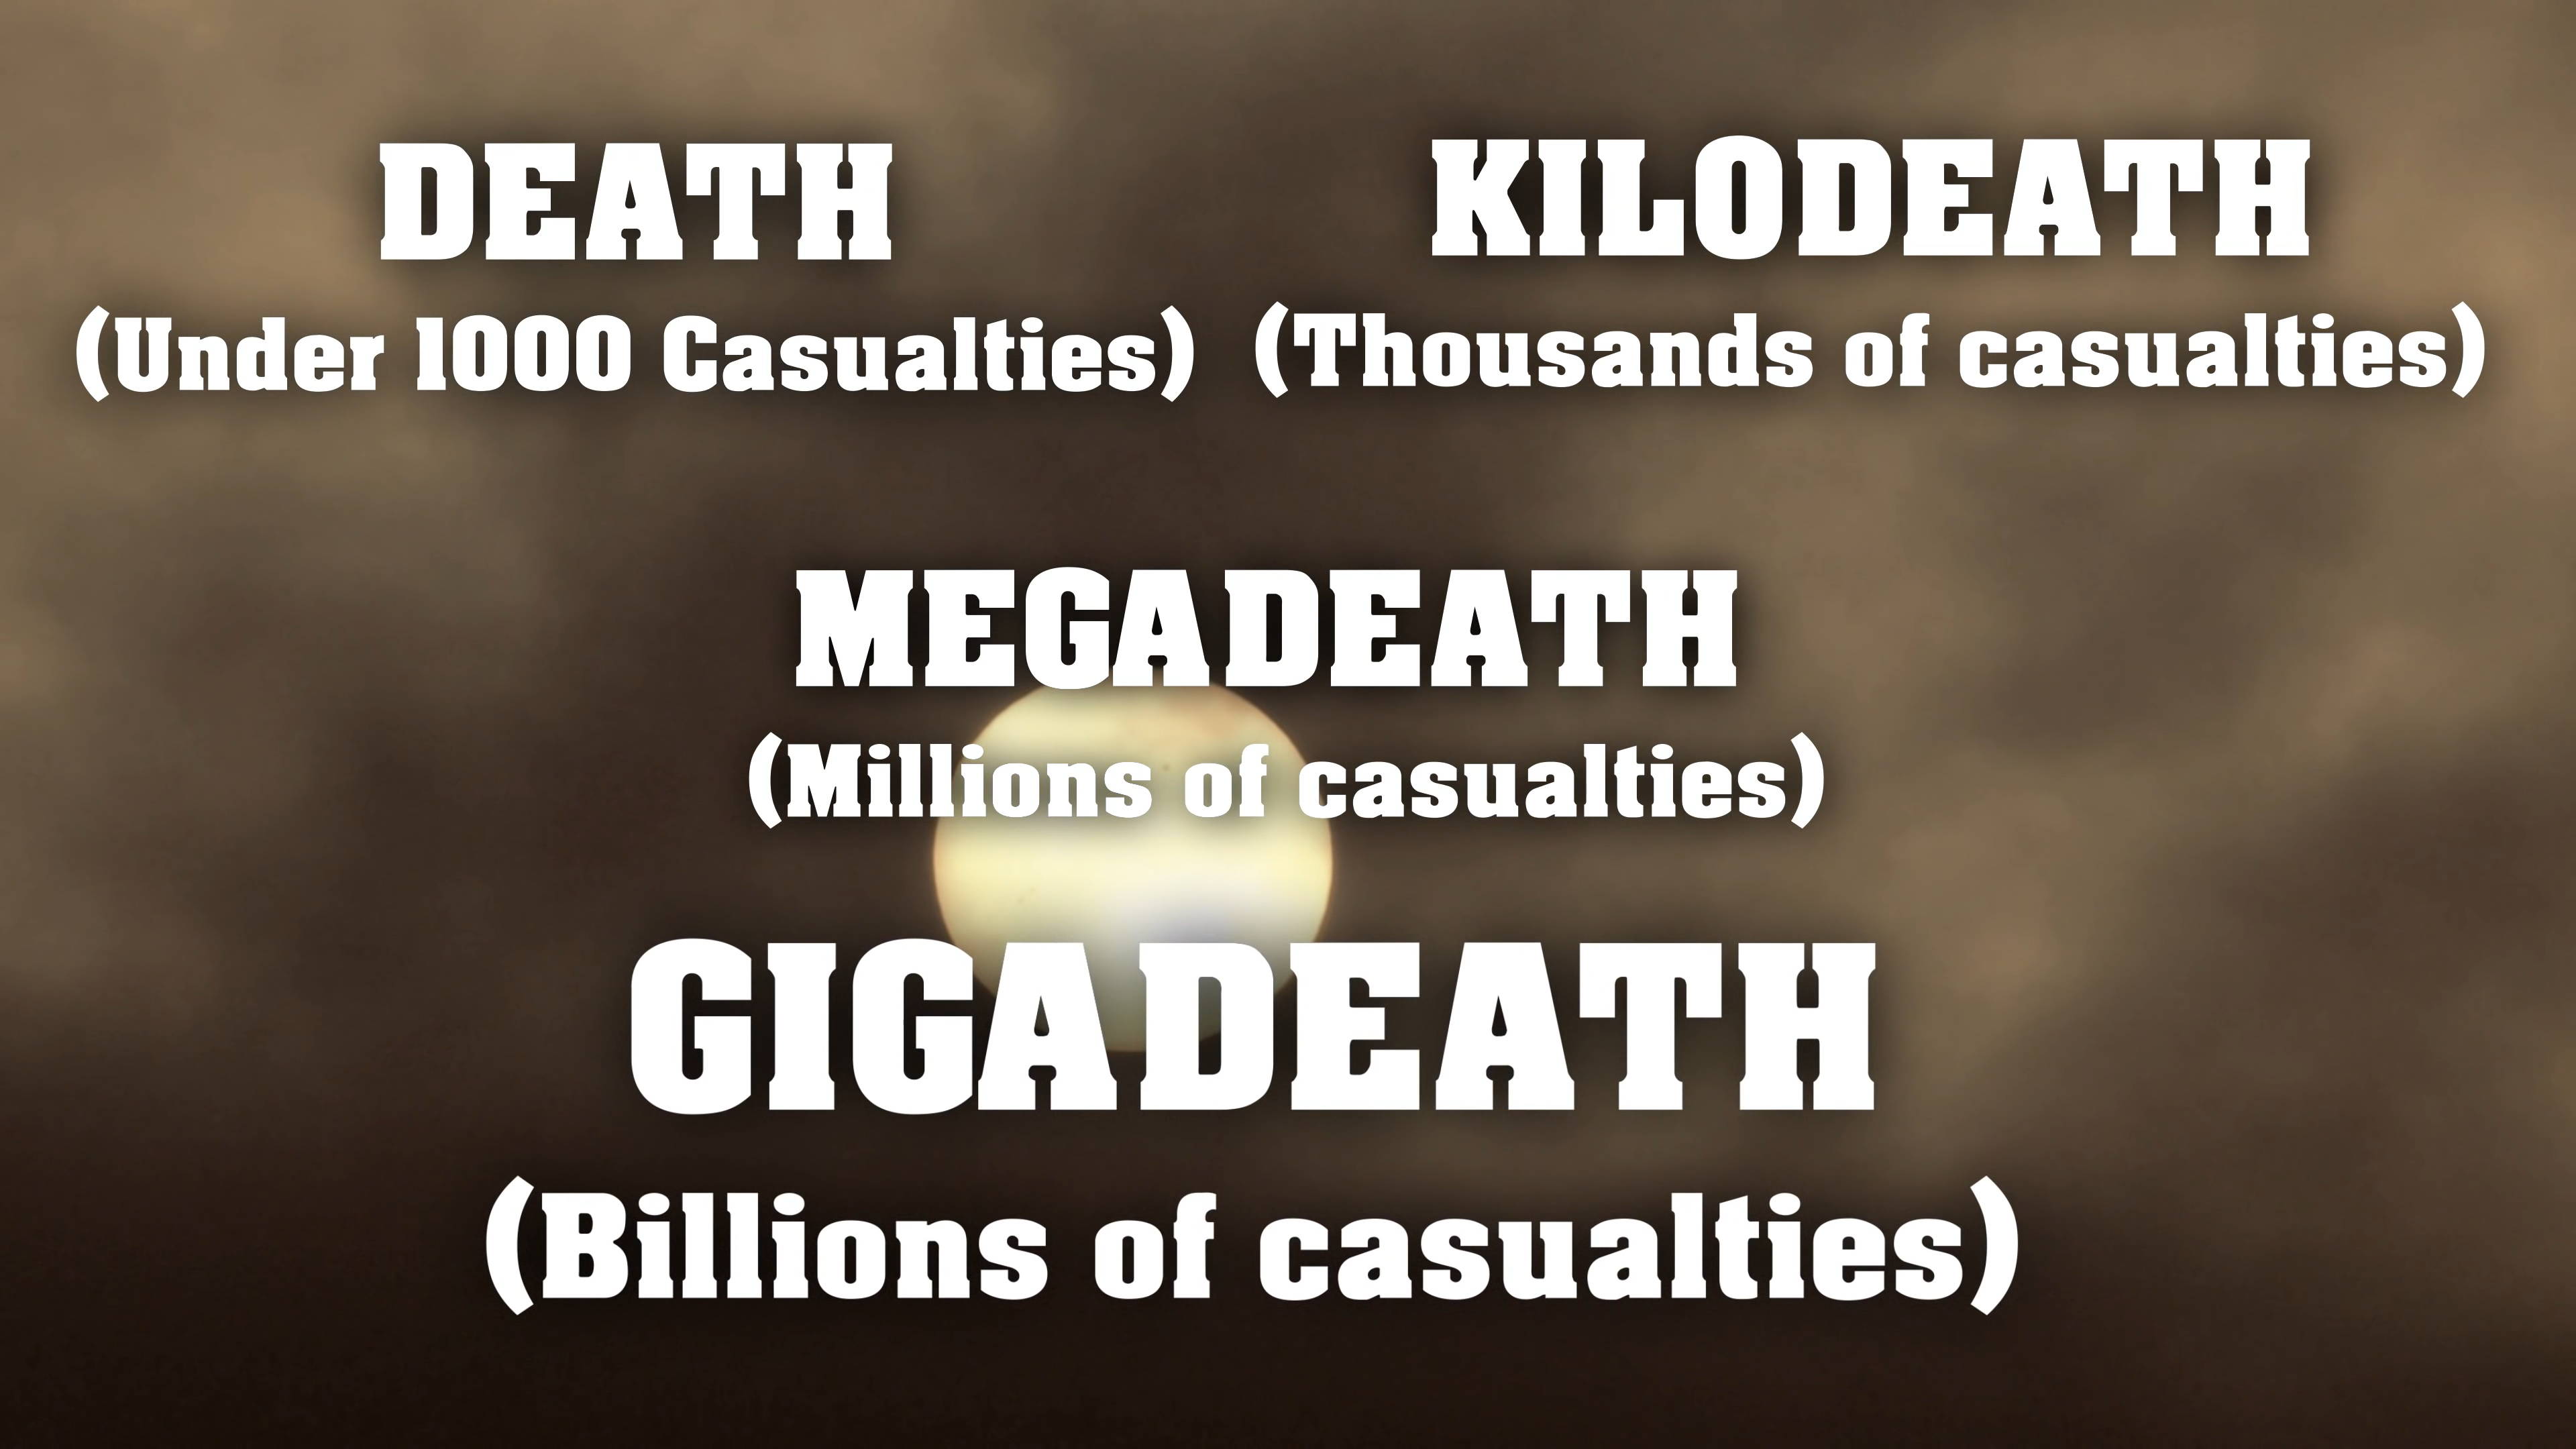 DEATH
(Under 1000 Casualties)
KILODEATH
(Thousands of casualties)
MEGADEATH
(Millions of casualties)
GIGADEATH
(Billions of casualties)